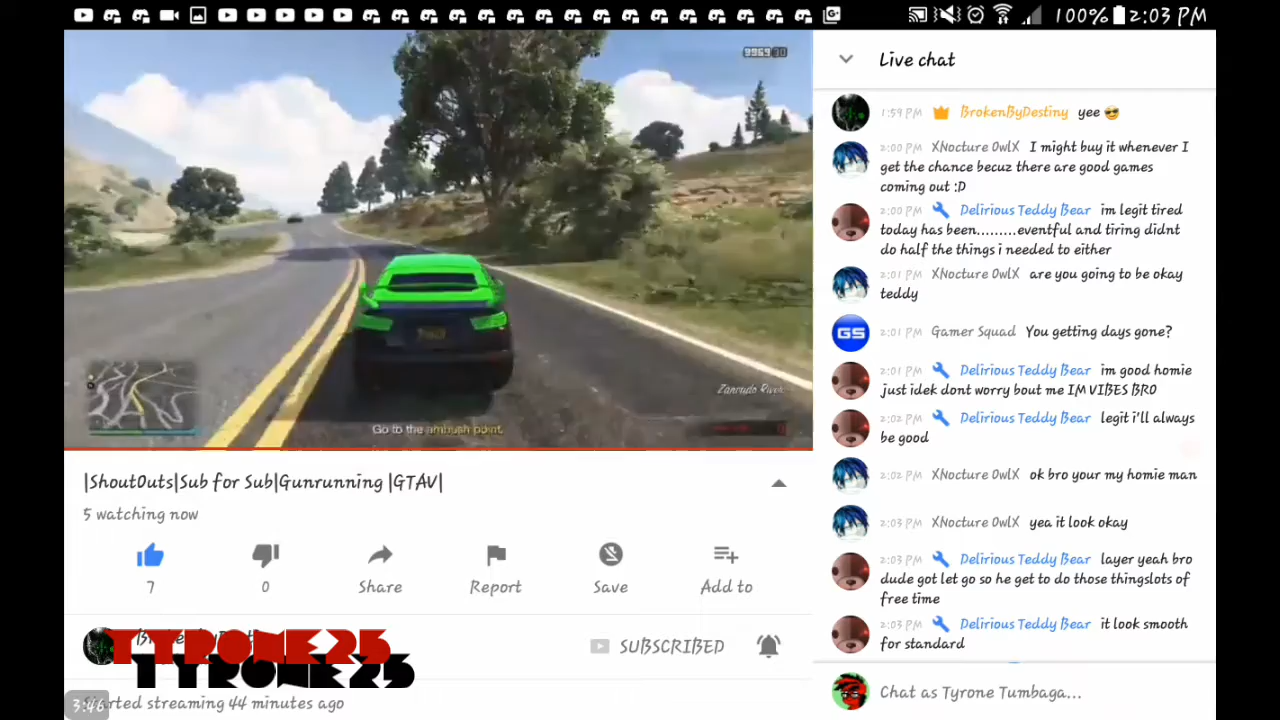 100% 2:03 PM
Live chat
1:59 PM BrokenByDestiny yee 😎
2:00 PM XNocture OwlX I might buy it whenever I
get the chance becuz there are good games
coming out :D
2:00 PM Delirious Teddy Bear im legit tired
today has been.........eventful and tiring didnt
do half the things i needed to either
2:01 PM XNocture OwlX are you going to be okay
teddy
GS
2:01 PM Gamer Squad You getting days gone?
2:01 PM Delirious Teddy Bear im good homie
just idek dont worry bout me IM VIBES BRO
2:02 PM Delirious Teddy Bear legit i'll always
be good
2:02 PM XNocture OwlX ok bro your my homie man
2:03 PM XNocture OwlX yea it look okay
2:03 PM Delirious Teddy Bear layer yeah bro
dude got let go so he get to do those thingslots of
free time
2:03 PM Delirious Teddy Bear it look smooth
for standard
Chat as Tyrone Tumbaga...
Go to the ambush point.
|ShoutOuts|Sub for Sub|Gunrunning |GTAV|
5 watching now
7
0
Share
Report
Save
Add to
TYRONE25
TYRONE25
SUBSCRIBED
3:46
Started streaming 44 minutes ago